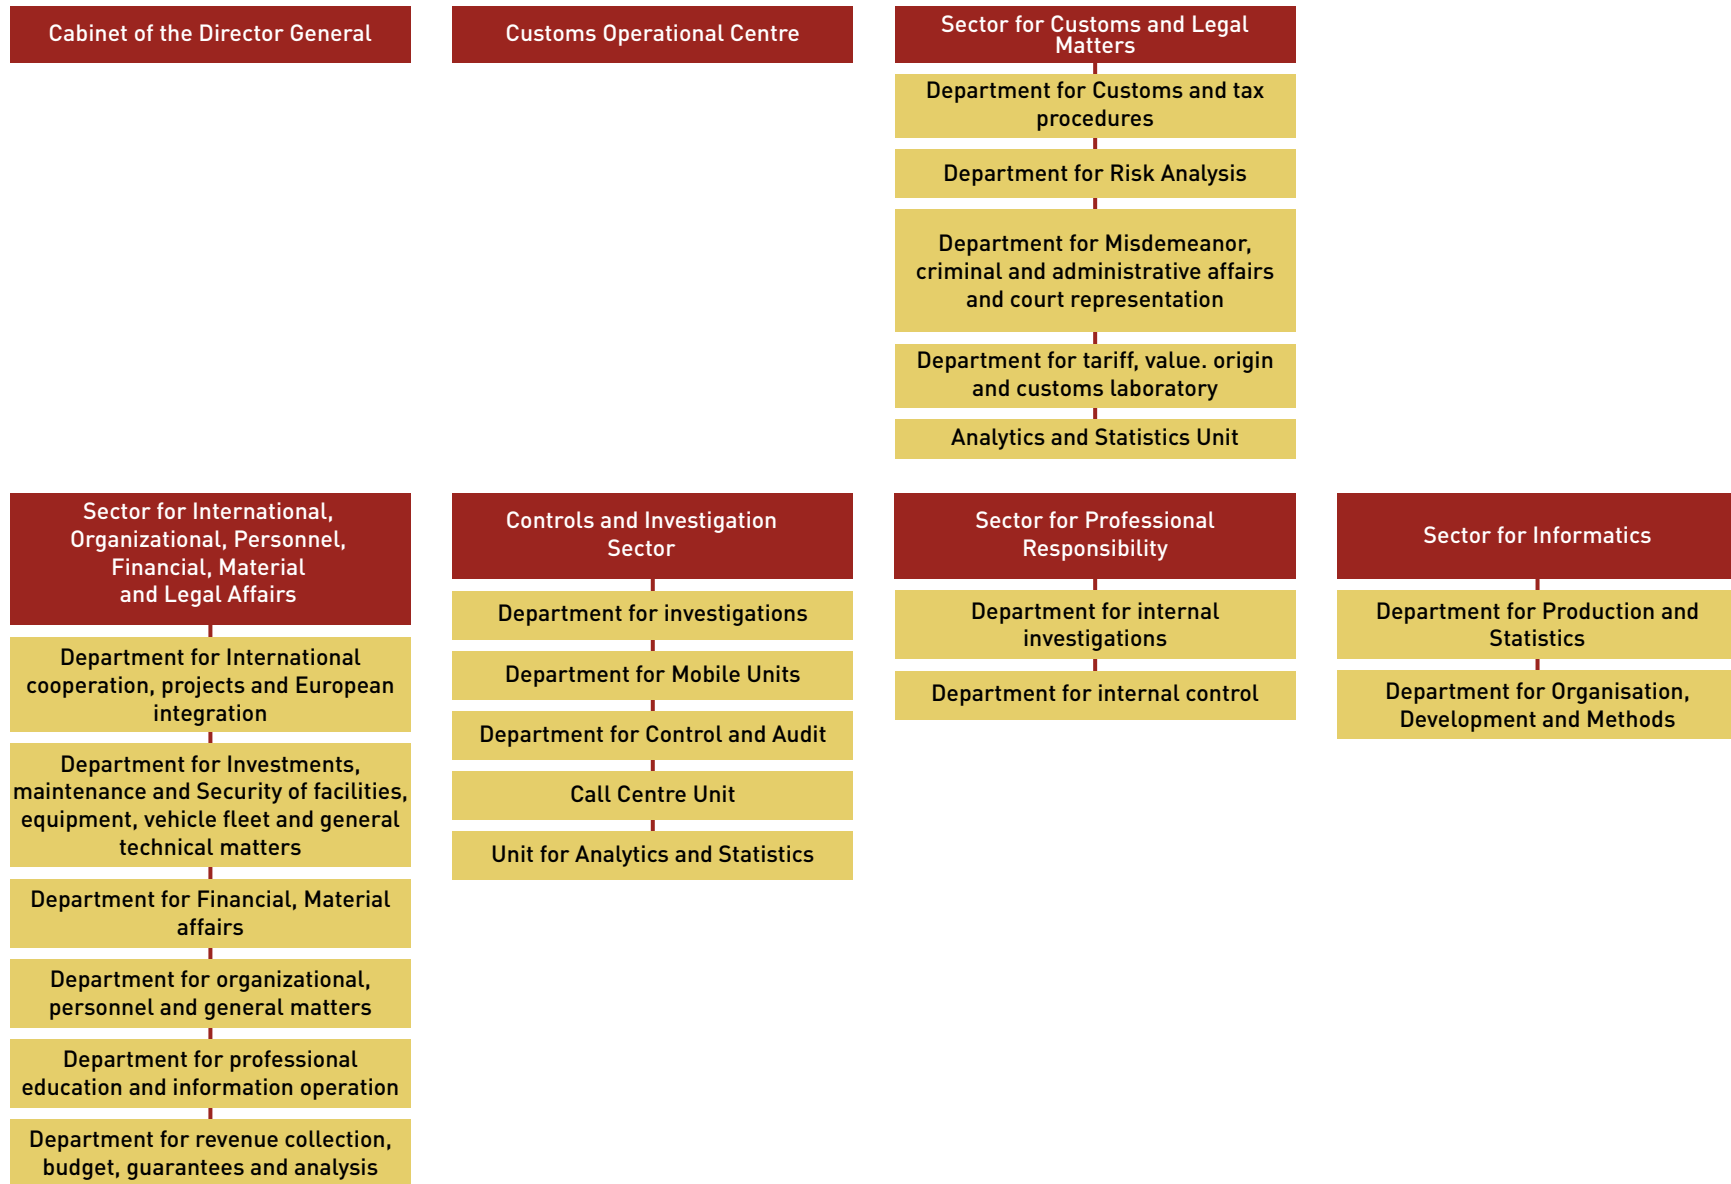 Cabinet of the Director General
Customs Operational Centre
Sector for Customs and Legal
Matters
Department for Customs and tax
procedures
Department for Risk Analysis
Department for Misdemeanor,
criminal and administrative affairs
and court representation
Department for tariff, value. origin
and customs laboratory
Analytics and Statistics Unit
Sector for International,
Organizational, Personnel,
Financial, Material
and Legal Affairs
Department for International
cooperation, projects and European
integration
Department for Investments,
maintenance and Security of facilities,
equipment, vehicle fleet and general
technical matters
Department for Financial, Material
affairs
Department for organizational,
personnel and general matters
Department for professional
education and information operation
Department for revenue collection,
budget, guarantees and analysis
Controls and Investigation
Sector
Department for investigations
Department for Mobile Units
Department for Control and Audit
Call Centre Unit
Unit for Analytics and Statistics
Sector for Professional
Responsibility
Department for internal
investigations
Department for internal control
Sector for Informatics
Department for Production and
Statistics
Department for Organisation,
Development and Methods